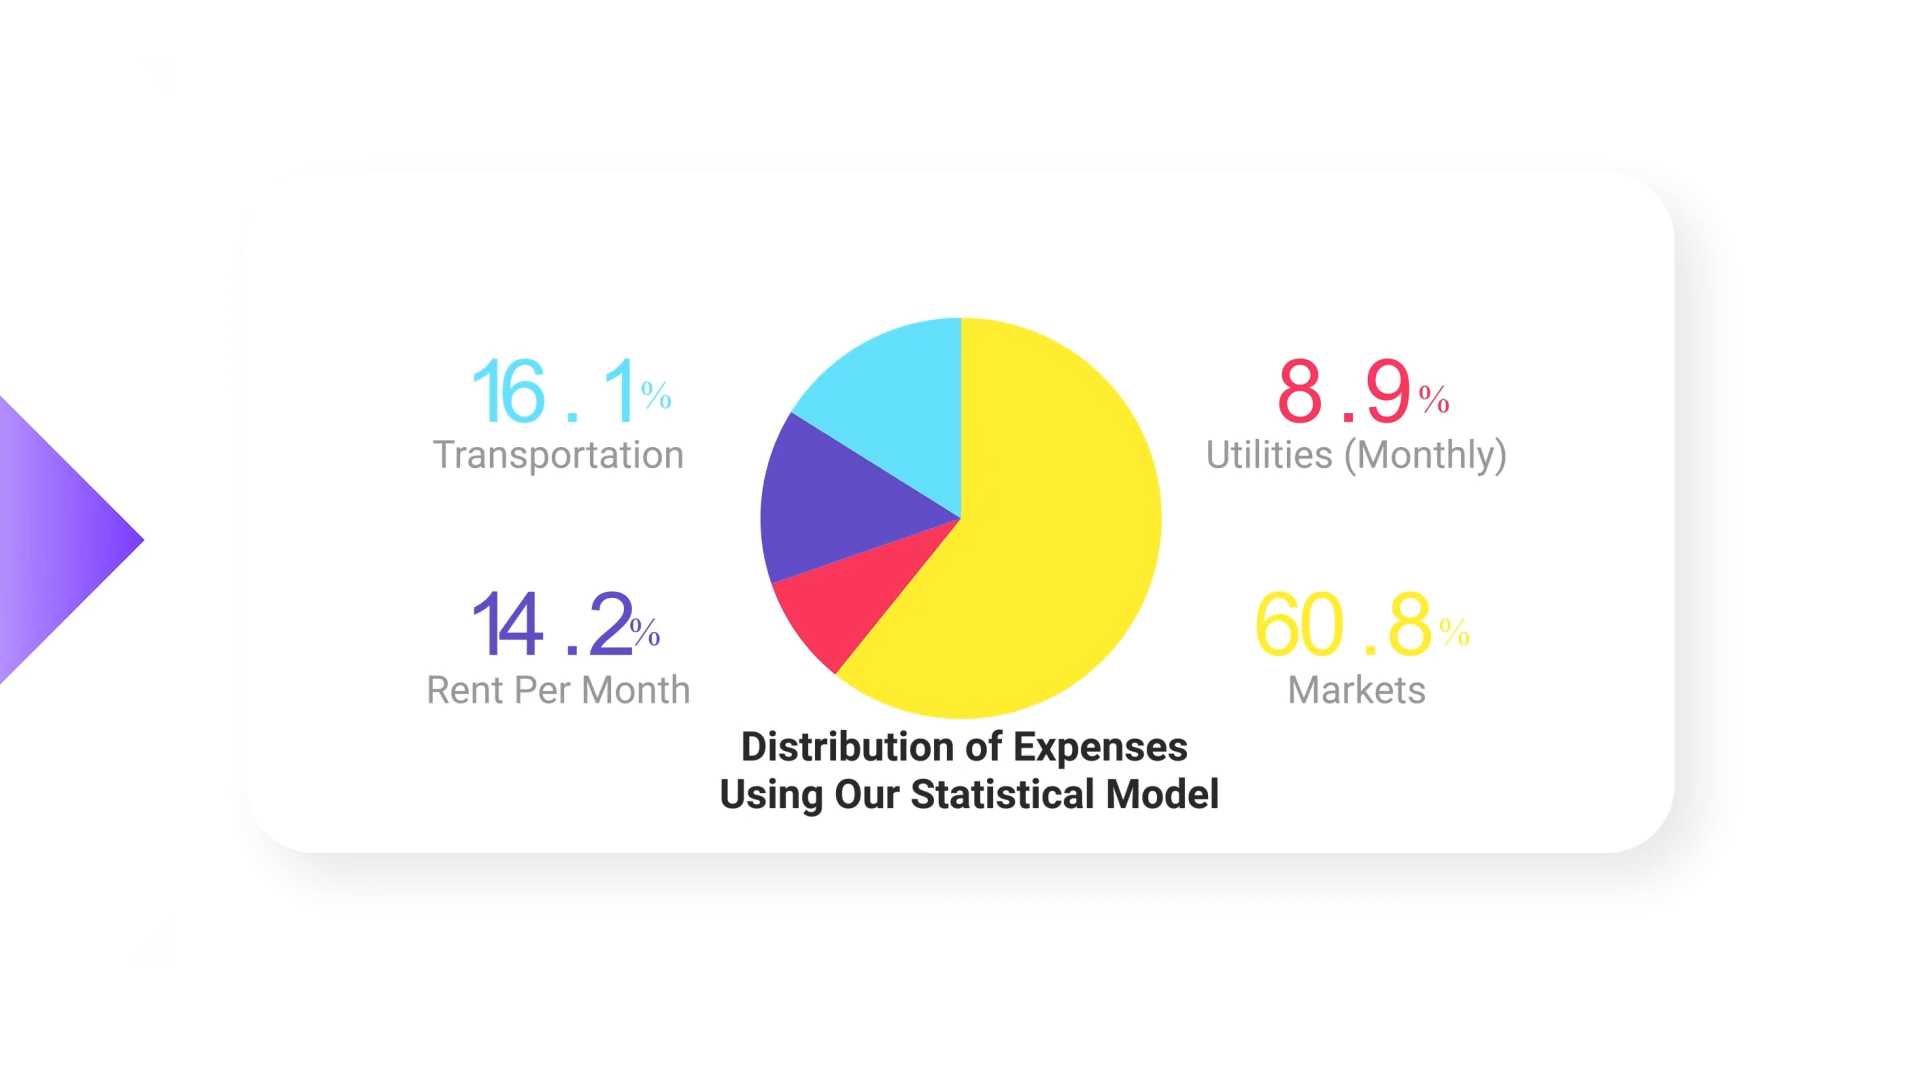 16.1%
Transportation
14.2%
Rent Per Month
8.9%
Utilities (Monthly)
60.8%
Markets
Distribution of Expenses
Using Our Statistical Model